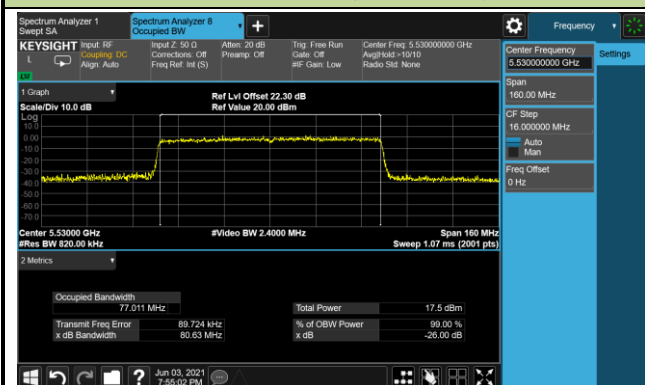 Spectrum Analyzer 1
Swept SA
Spectrum Analyzer 8
Occupied BW
+
Frequency
KEYSIGHT
L
Input: RF
Coupling: DC
Align: Auto
Input Z: 50 Ω
Corrections: Off
Freq Ref: Int (S)
Atten: 20 dB
Preamp: Off
Trig: Free Run
Gate: Off
#IF Gain: Low
Center Freq: 5.530000000 GHz
Avg|Hold:>10/10
Radio Std: None
Center Frequency
5.530000000 GHz
Settings
Span
160.00 MHz
CF Step
16.000000 MHz
Auto
Man
Freq Offset
0 Hz
1 Graph
Scale/Div 10.0 dB
Ref Lvl Offset 22.30 dB
Ref Value 20.00 dBm
Log
10.0
0.00
-10.0
-20.0
-30.0
-40.0
-50.0
-60.0
-70.0
Center 5.53000 GHz
#Res BW 820.00 kHz
#Video BW 2.4000 MHz
Span 160 MHz
Sweep 1.07 ms (2001 pts)
2 Metrics
Occupied Bandwidth
77.011 MHz
Total Power 17.5 dBm
Transmit Freq Error 89.724 kHz
% of OBW Power 99.00 %
x dB Bandwidth 80.63 MHz
x dB -26.00 dB
?
Jun 03, 2021
7:55:02 PM